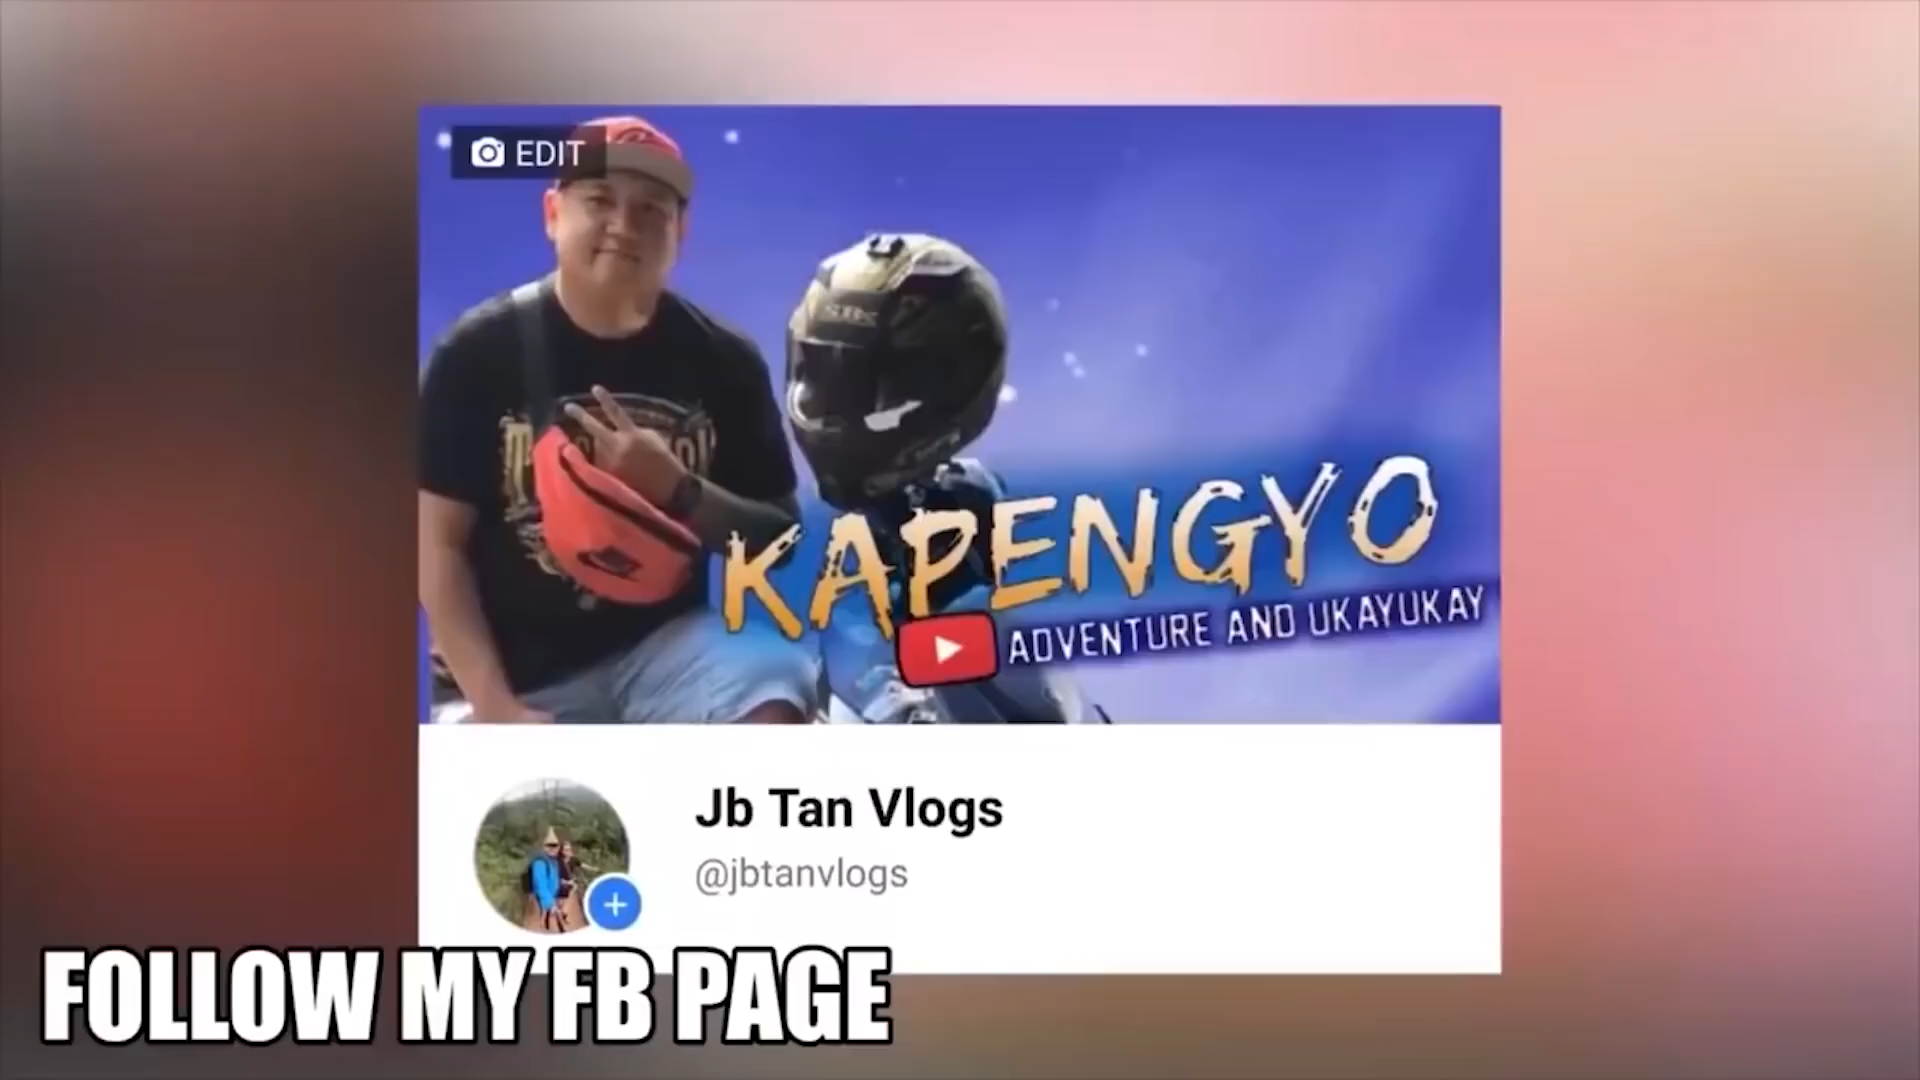 EDIT
KAPENGYO
ADVENTURE AND UKAYUKAY
Jb Tan Vlogs
@jbtanvlogs
FOLLOW MY FB PAGE